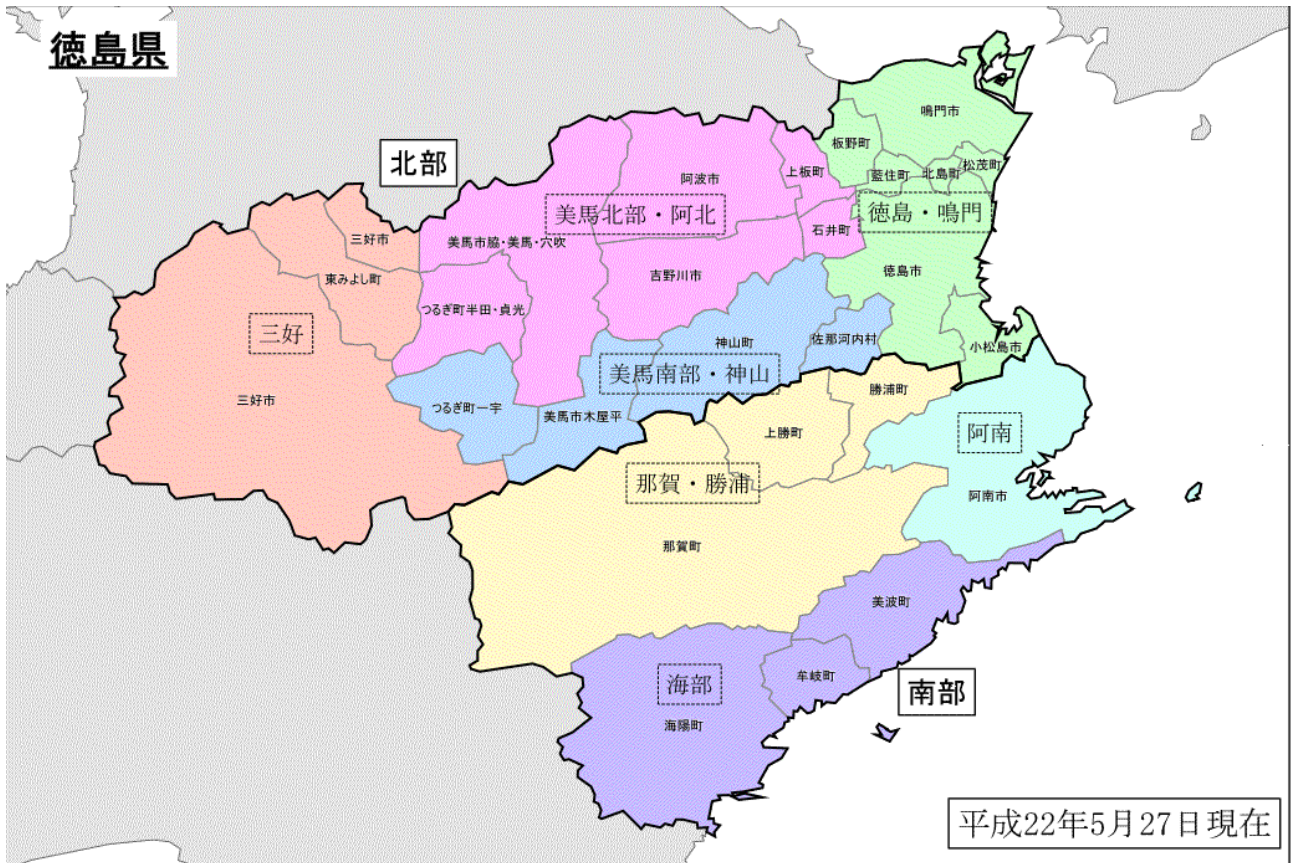 徳島県
鳴門市
板野町
北部
松茂町
上板町
藍住町
北島町
阿波市
美馬北部・阿北
徳島・鳴門
石井町
三好市
美馬市脇・美馬・穴吹
東みよし町
吉野川市
徳島市
つるぎ町半田・貞光
三好
神山町
佐那河内村
小松島市
美馬南部・神山
勝浦町
三好市
つるぎ町一宇
美馬市木屋平
上勝町
阿南
那賀・勝浦
阿南市
那賀町
美波町
牟岐町
海部
南部
海陽町
平成22年5月27日現在